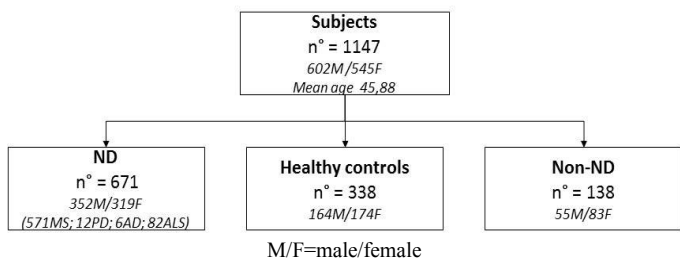 Subjects
n° = 1147
602M/545F
Mean age 45,88
ND
n° = 671
352M/319F
(571MS; 12PD; 6AD; 82ALS)
Healthy controls
n° = 338
164M/174F
Non-ND
n° = 138
55M/83F
M/F=male/female